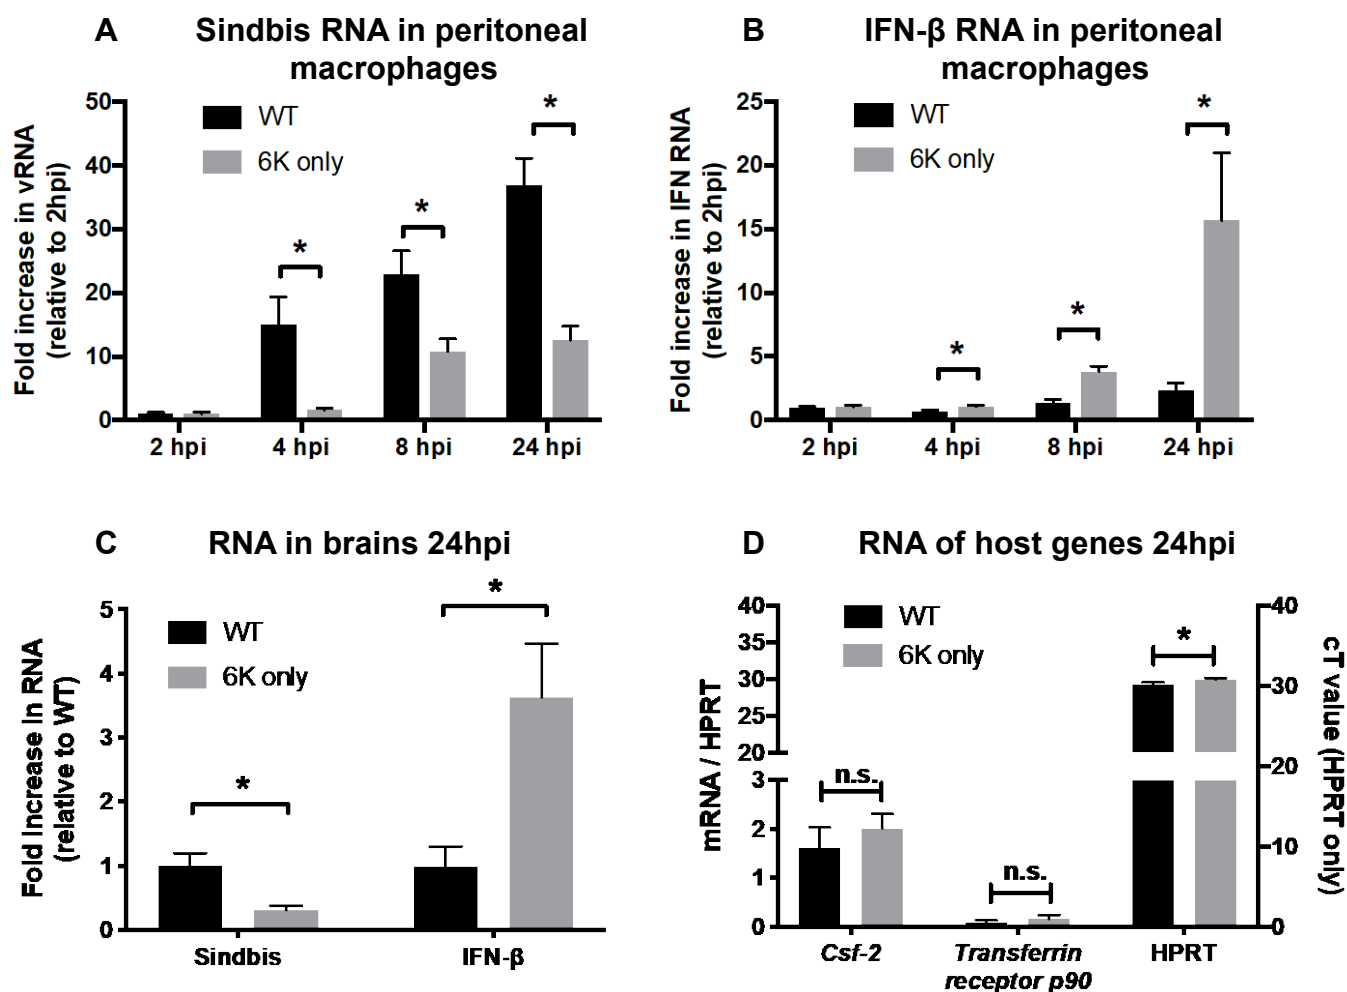 A Sindbis RNA in peritoneal
macrophages
Fold increase in vRNA
(relative to 2hpi)
50
40
30
20
10
0
WT
6K only
*
*
*
2 hpi 4 hpi 8 hpi 24 hpi
B IFN-β RNA in peritoneal
macrophages
Fold increase in IFN RNA
(relative to 2hpi)
25
20
15
10
5
0
WT
6K only
*
*
*
2 hpi 4 hpi 8 hpi 24 hpi
C RNA in brains 24hpi
Fold Increase In RNA
(relative to WT)
5
4
3
2
1
0
WT
6K only
*
*
Sindbis IFN-β
D RNA of host genes 24hpi
mRNA / HPRT
40
35
30
25
20
3
2
1
0
WT
6K only
n.s.
n.s.
*
Csf-2 Transferrin HPRT
receptor p90
40
30
20
10
0
cT value (HPRT only)